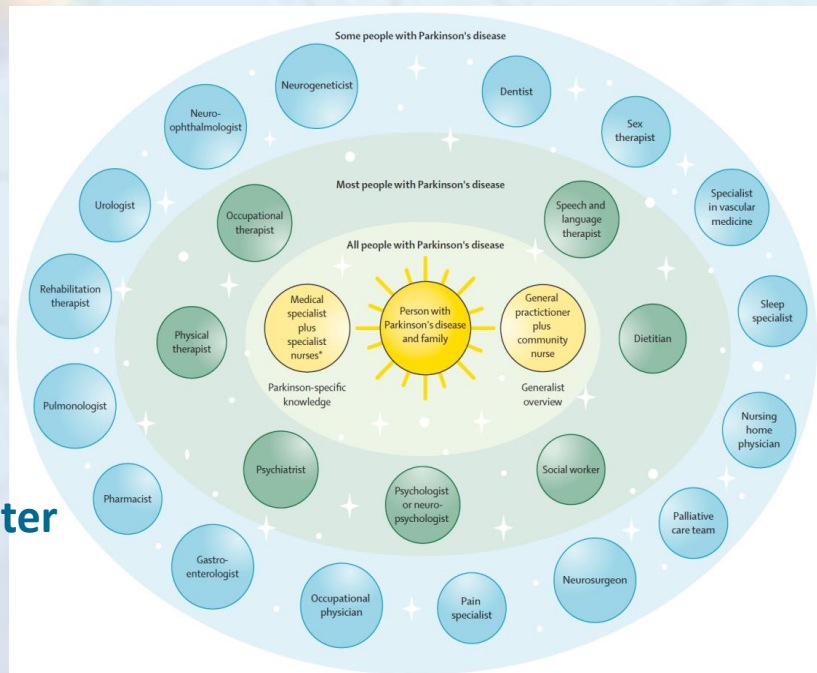 Some people with Parkinson's disease
Neurogeneticist
Dentist
Neuro-
ophthalmologist
Sex
therapist
Most people with Parkinson's disease
Urologist
Occupational
therapist
Speech and
language
therapist
Specialist
in vascular
medicine
All people with Parkinson's disease
Rehabilitation
therapist
Physical
therapist
Medical
specialist
plus
specialist
nurses*
Person with
Parkinson's disease
and family
General
practictioner
plus
community
nurse
Dietitian
Sleep
specialist
Parkinson-specific
knowledge
Generalist
overview
Pulmonologist
Nursing
home
physician
Psychiatrist
Social worker
Pharmacist
Psychologist
or neuro-
psychologist
ter
Palliative
care team
Gastro-
enterologist
Neurosurgeon
Occupational
physician
Pain
specialist